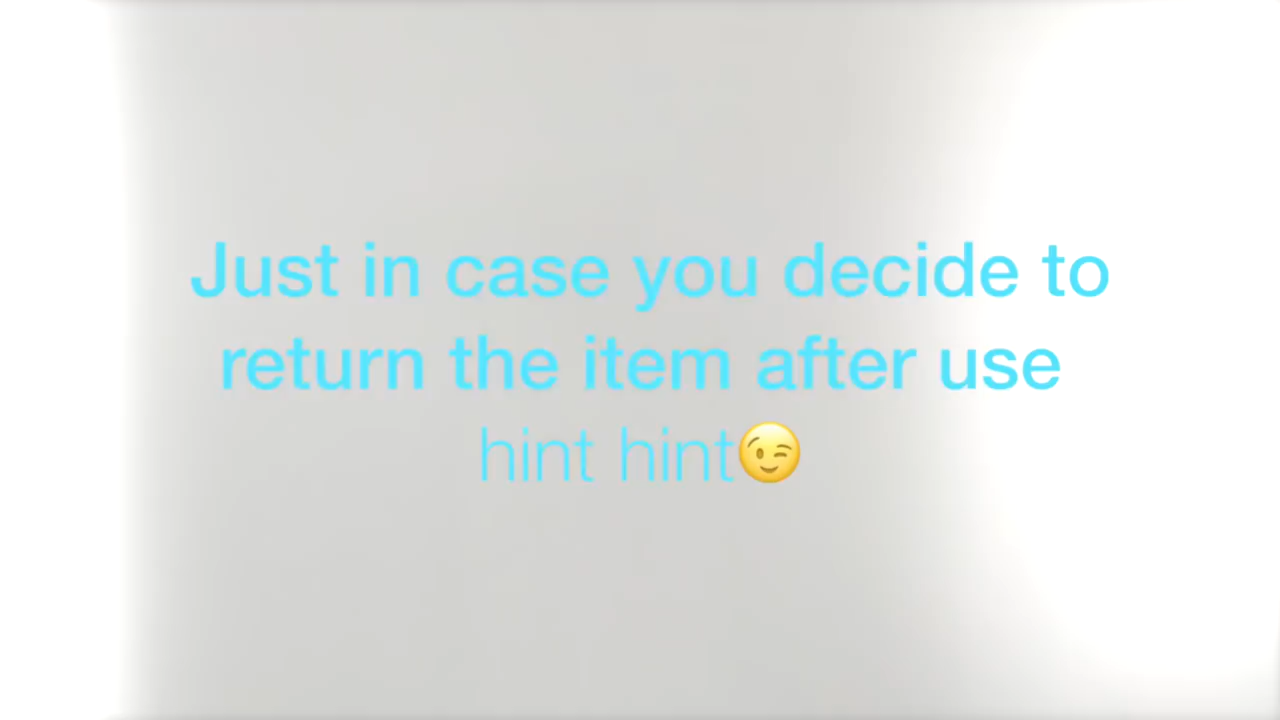 Just in case you decide to
return the item after use
hint hint😉